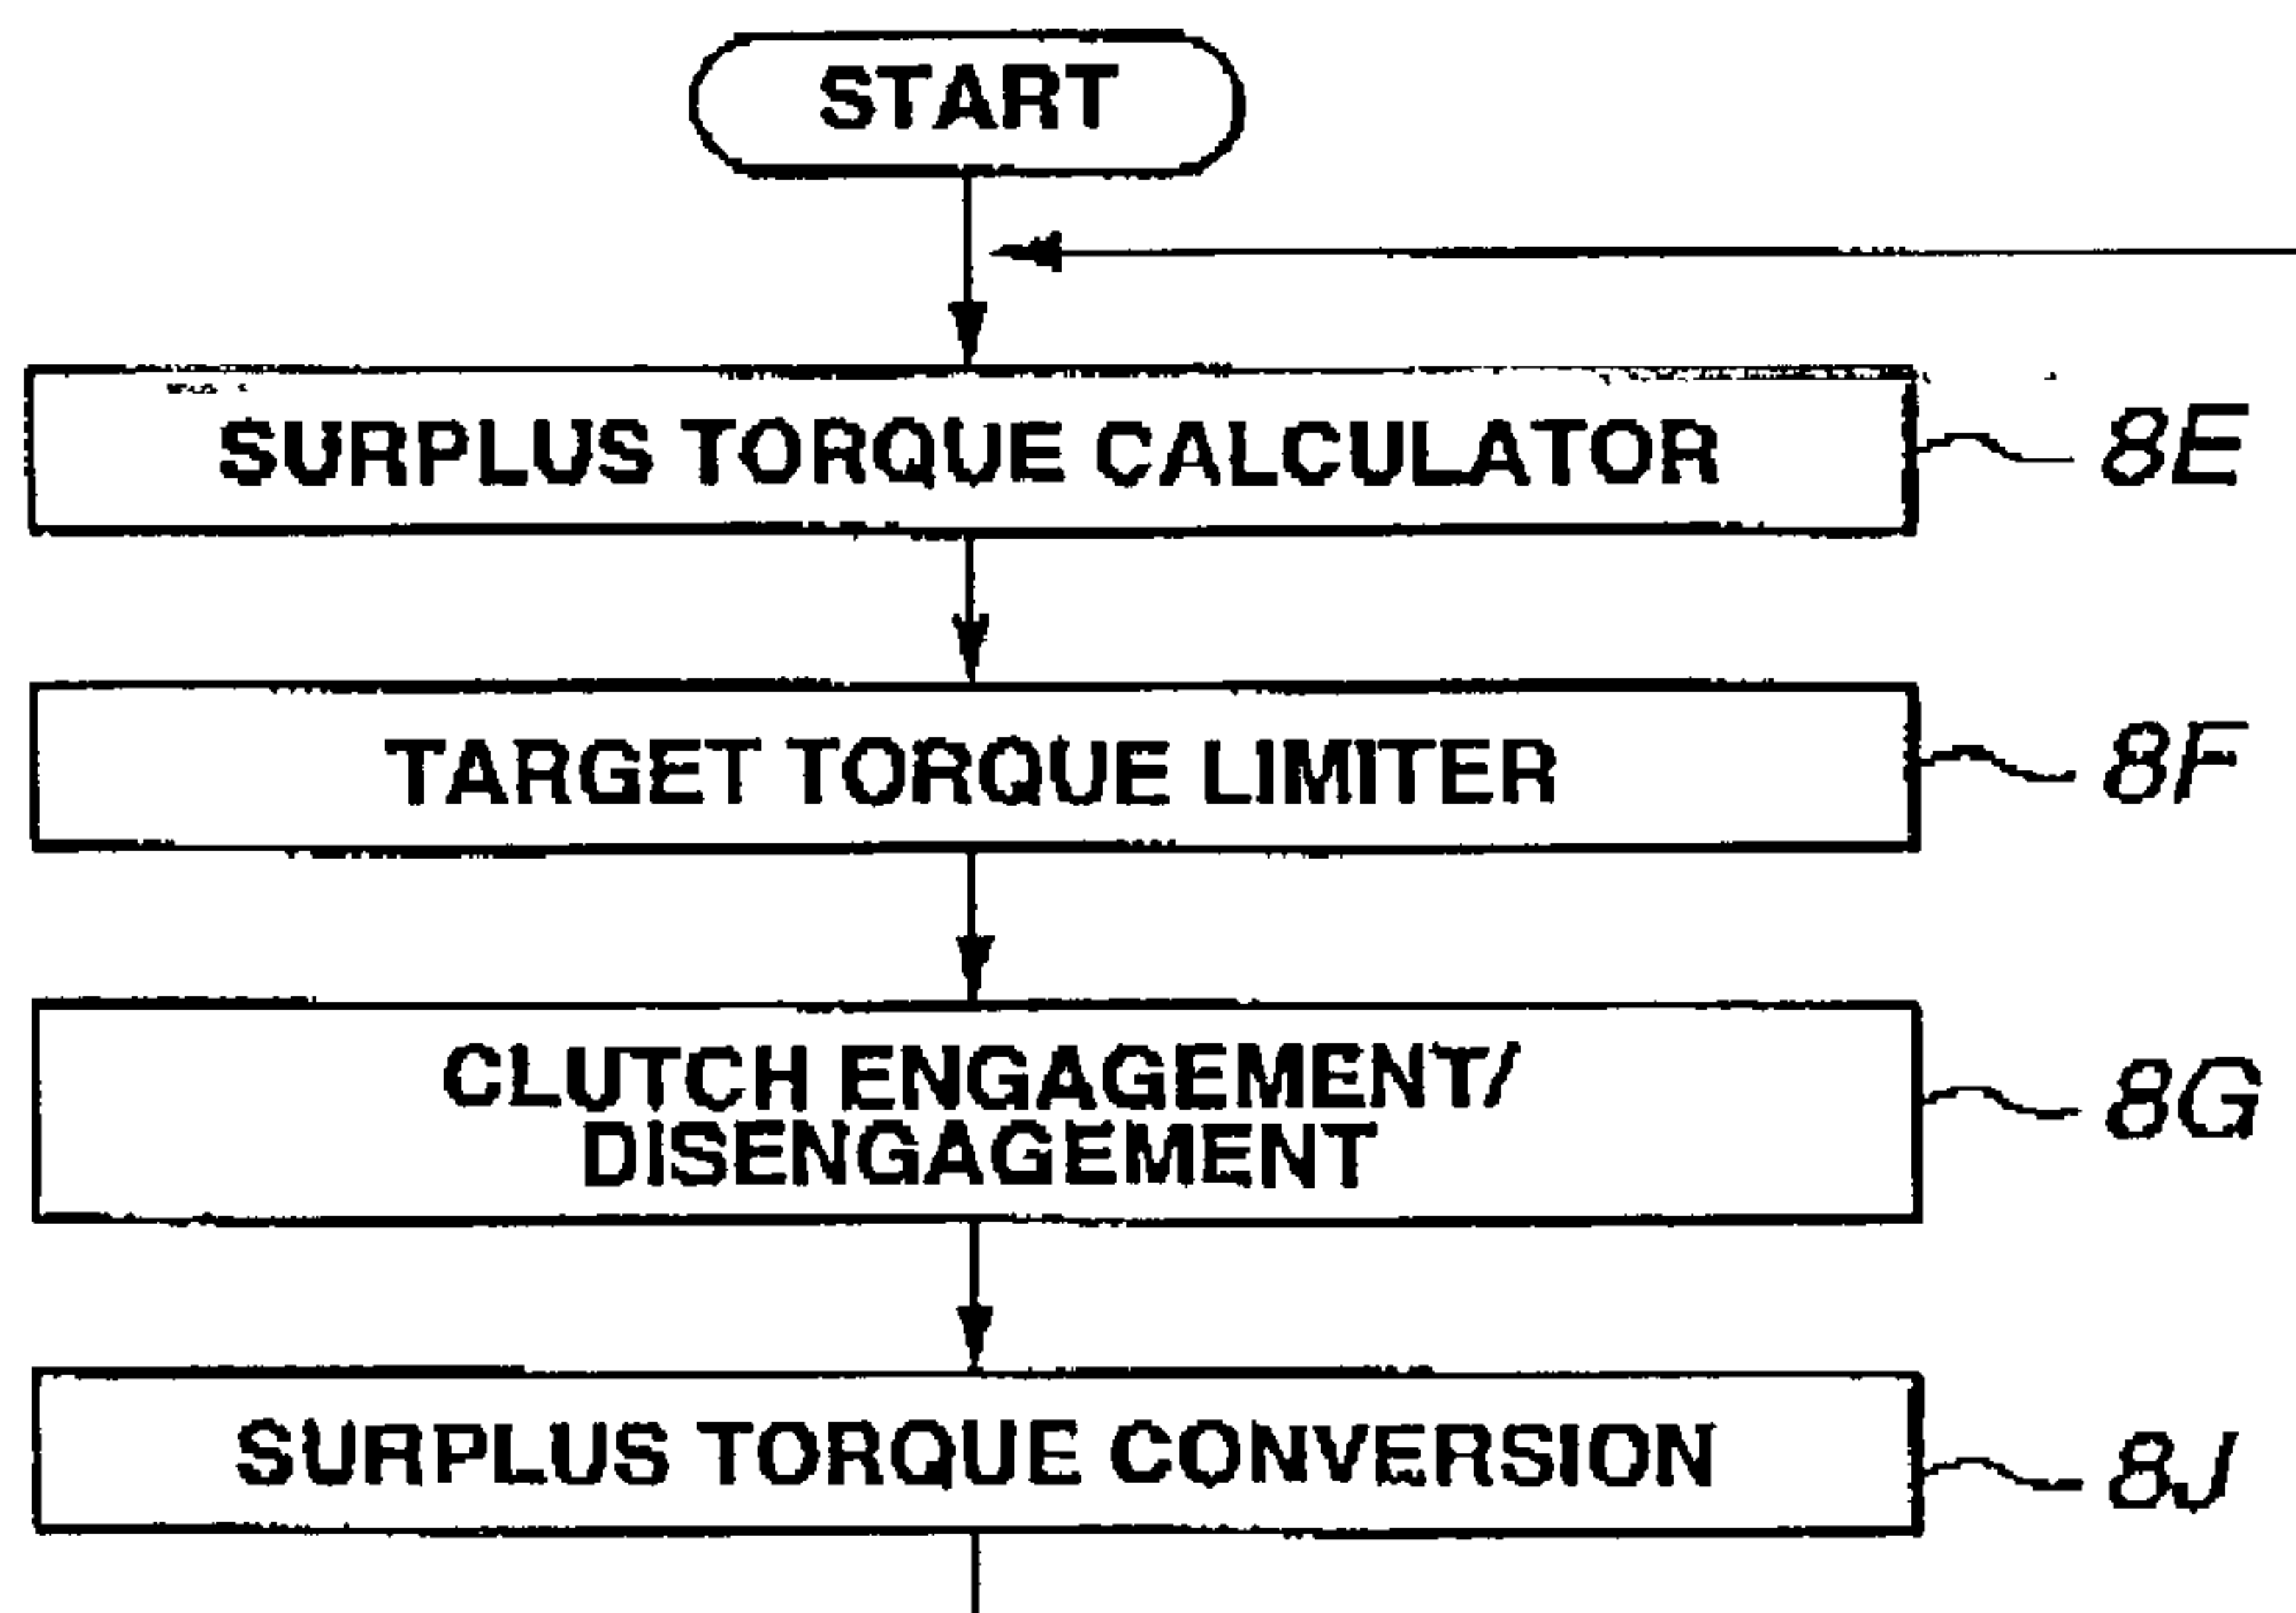 START
SURPLUS TORQUE CALCULATOR
8E
TARGET TORQUE LIMITER
8F
CLUTCH ENGAGEMENT/
DISENGAGEMENT
8G
SURPLUS TORQUE CONVERSION
8J